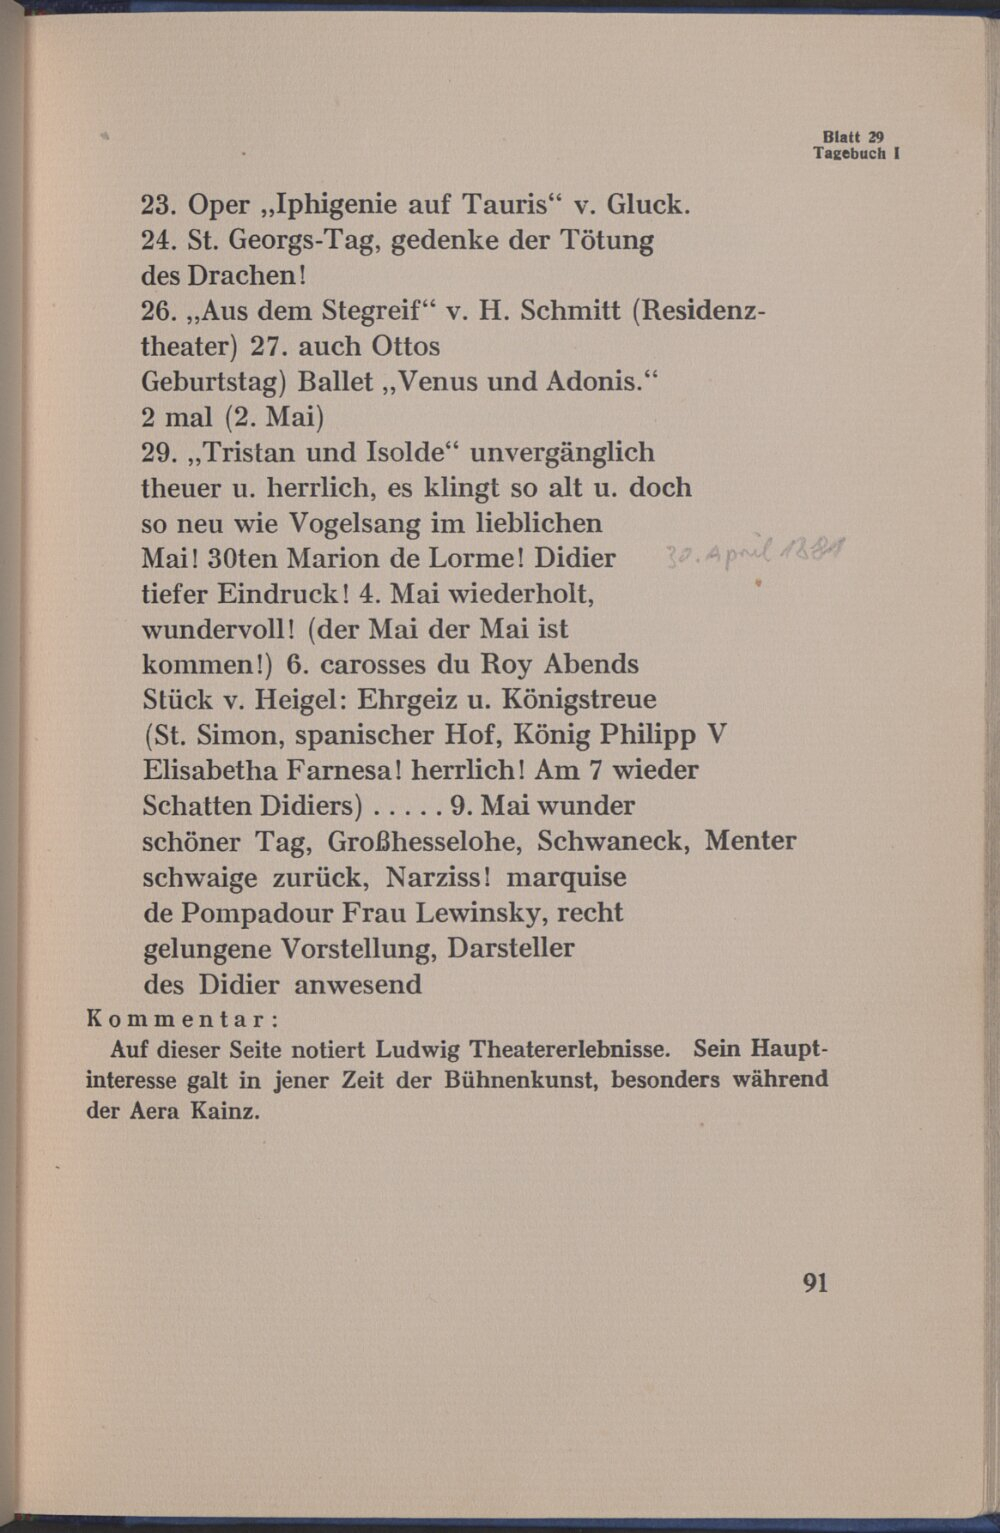 Blatt 29
Tagebuch I
23. Oper „Iphigenie auf Tauris“ v. Gluck.
24. St. Georgs-Tag, gedenke der Tötung
des Drachen!
26. „Aus dem Stegreif“ v. H. Schmitt (Residenz-
theater) 27. auch Ottos
Geburtstag) Ballet „Venus und Adonis.“
2 mal (2. Mai)
29. „Tristan und Isolde“ unvergänglich
theuer u. herrlich, es klingt so alt u. doch
so neu wie Vogelsang im lieblichen
Mai! 30ten Marion de Lorme! Didier 30. April 1881
tiefer Eindruck! 4. Mai wiederholt,
wundervoll! (der Mai der Mai ist
kommen!) 6. carosses du Roy Abends
Stück v. Heigel: Ehrgeiz u. Königstreue
(St. Simon, spanischer Hof, König Philipp V
Elisabetha Farnesa! herrlich! Am 7 wieder
Schatten Didiers) ..... 9. Mai wunder
schöner Tag, Großhesselohe, Schwaneck, Menter
schwaige zurück, Narziss! marquise
de Pompadour Frau Lewinsky, recht
gelungene Vorstellung, Darsteller
des Didier anwesend
Kommentar:
Auf dieser Seite notiert Ludwig Theatererlebnisse. Sein Haupt-
interesse galt in jener Zeit der Bühnenkunst, besonders während
der Aera Kainz.
91